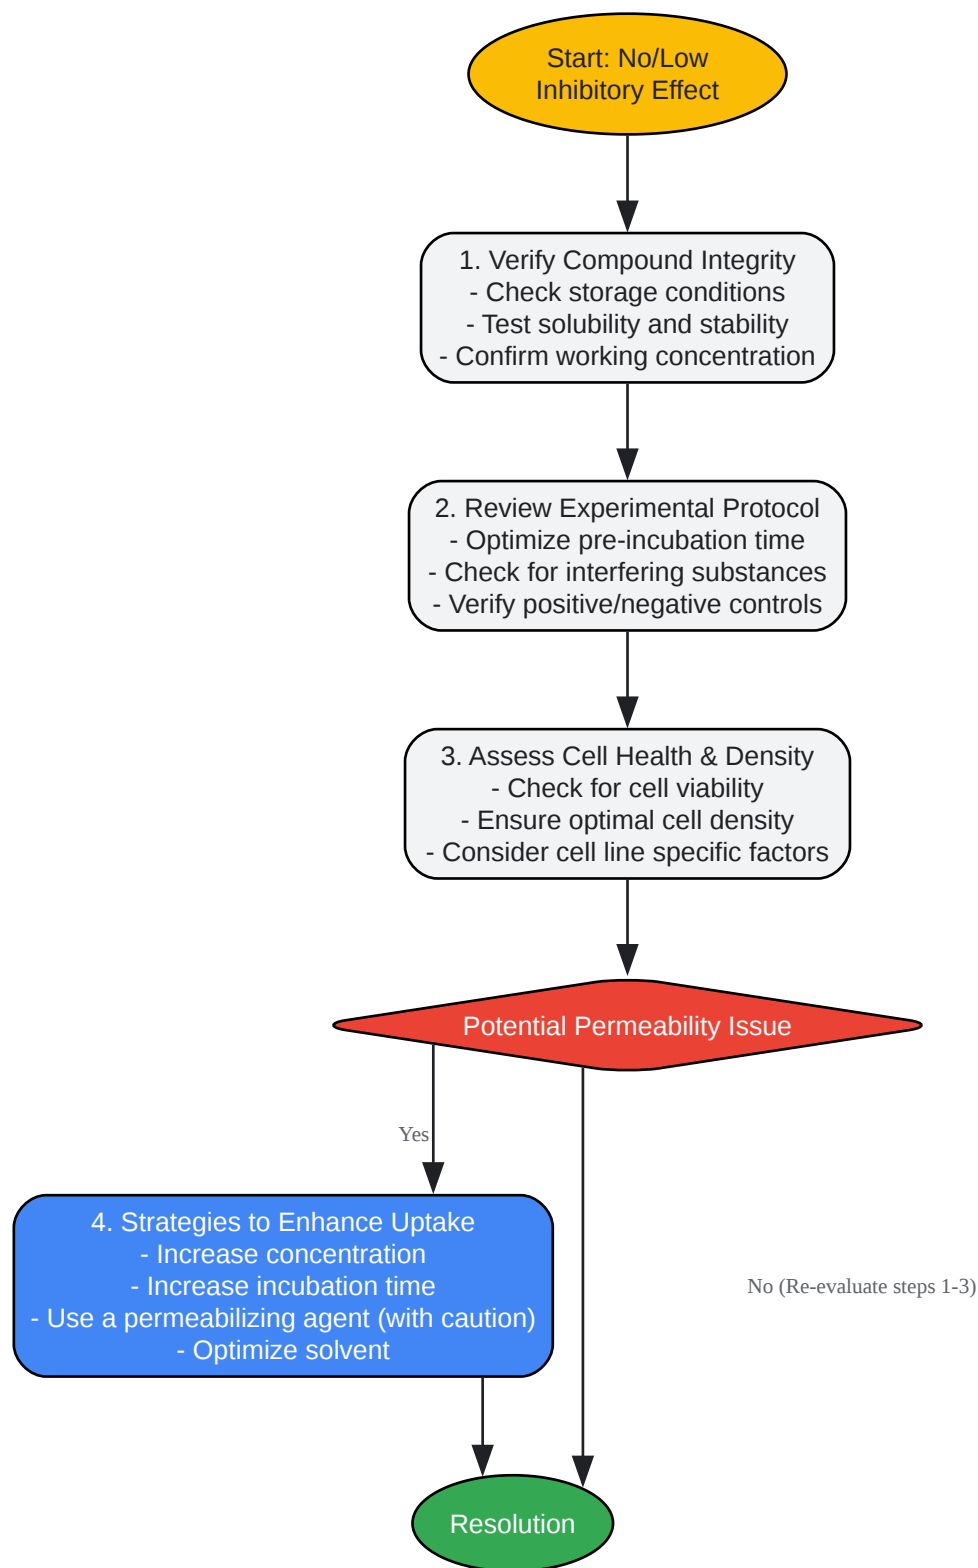 Start: No/Low
Inhibitory Effect
1. Verify Compound Integrity
- Check storage conditions
- Test solubility and stability
- Confirm working concentration
2. Review Experimental Protocol
- Optimize pre-incubation time
- Check for interfering substances
- Verify positive/negative controls
3. Assess Cell Health & Density
- Check for cell viability
- Ensure optimal cell density
- Consider cell line specific factors
Potential Permeability Issue
Yes
4. Strategies to Enhance Uptake
- Increase concentration
- Increase incubation time
- Use a permeabilizing agent (with caution)
- Optimize solvent
No (Re-evaluate steps 1-3)
Resolution